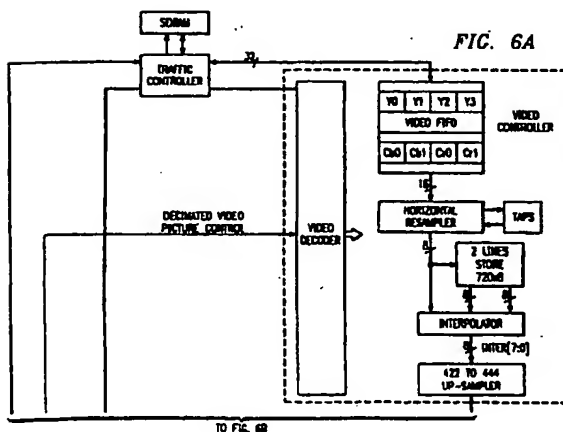 SDRAM
TRAFFIC
CONTROLLER
32
FIG. 6A
Y0 Y1 Y2 Y3
VIDEO FIFO
Cb0 Cb1 Cr0 Cr1
VIDEO
CONTROLLER
16
HORIZONTAL
RESAMPLER
TAPS
DECIMATED VIDEO
PICTURE CONTROL
VIDEO
DECODER
8
2 LINES
STORE
720x8
8
8
INTERPOLATOR
8
INTER[7:0]
422 TO 444
UP-SAMPLER
TO FIG. 6B